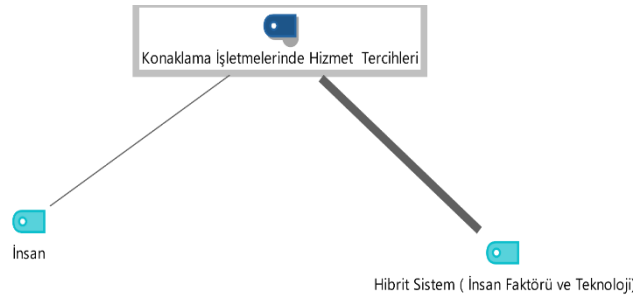 Konaklama İşletmelerinde Hizmet Tercihleri
İnsan
Hibrit Sistem ( İnsan Faktörü ve Teknoloji)